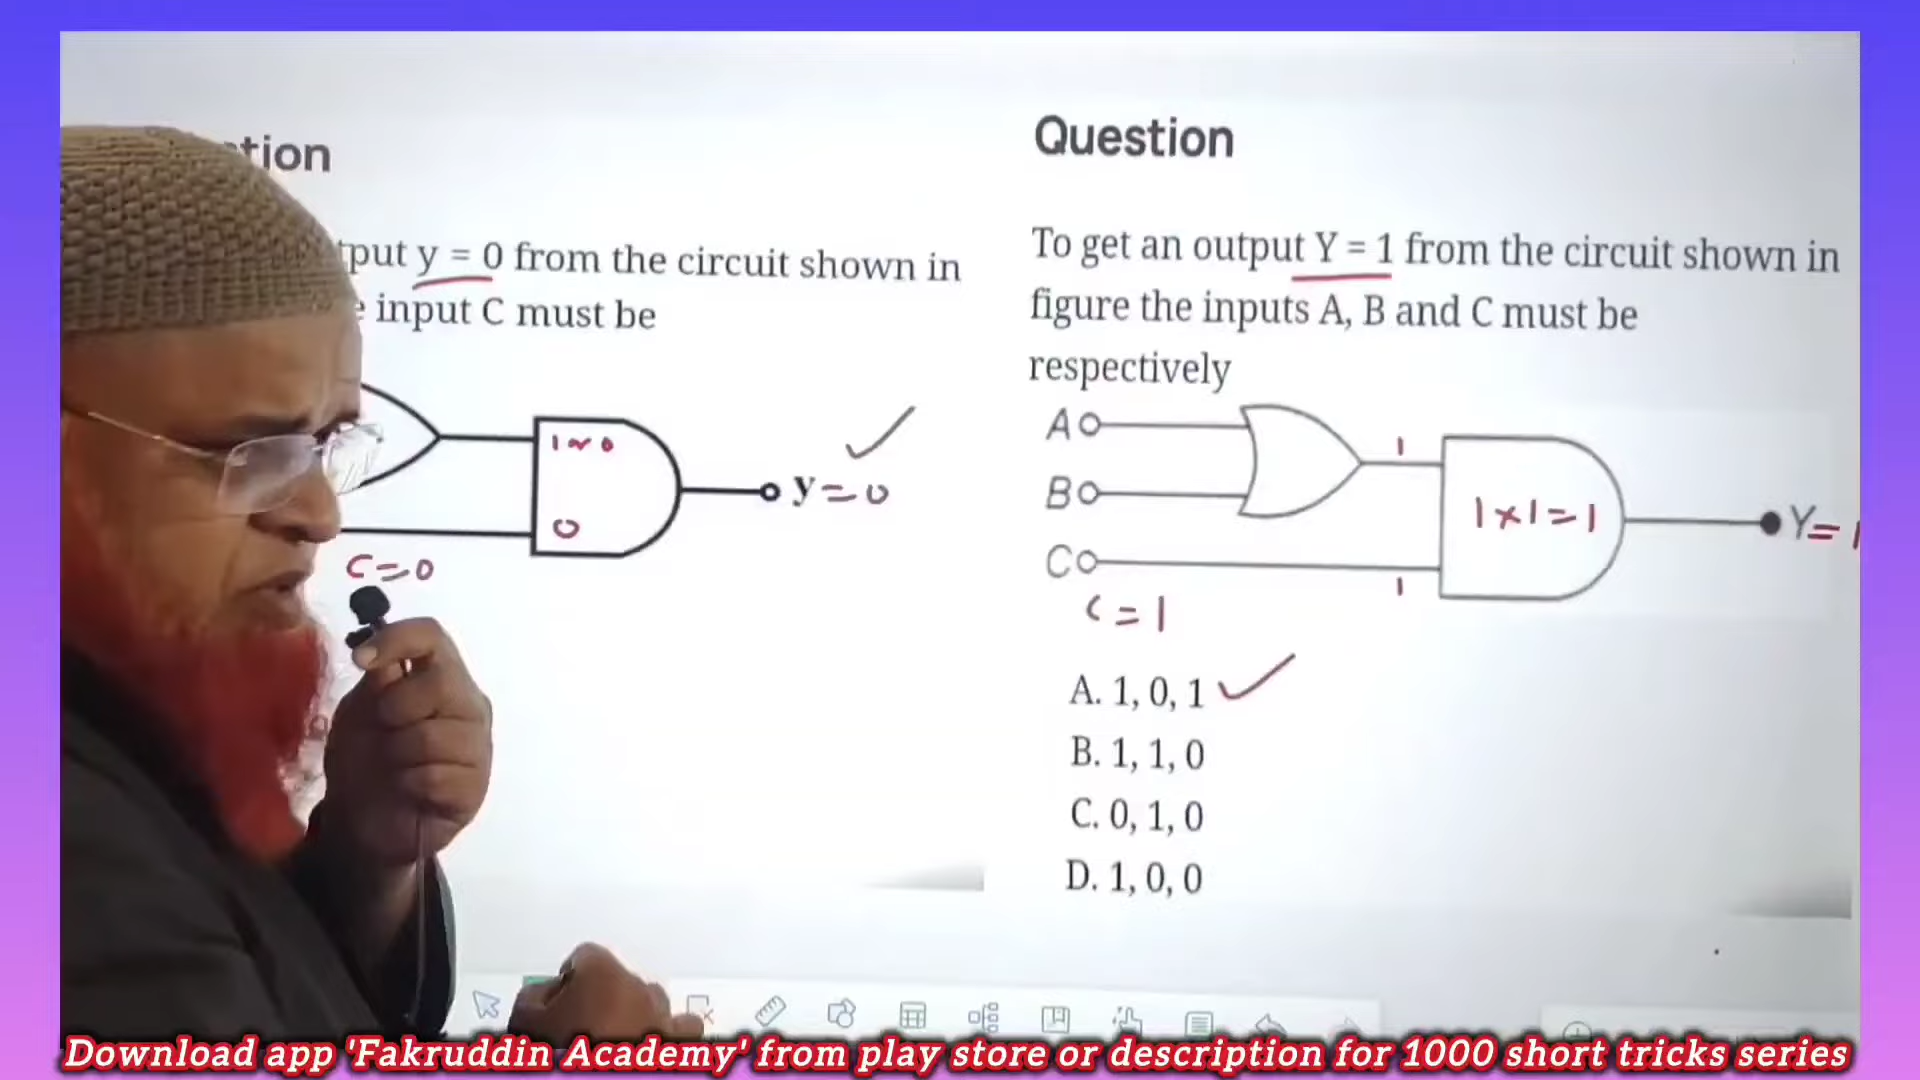 tion
put y = 0 from the circuit shown in
input C must be
1 ~ 0
0
y = 0
C = 0
Question
To get an output Y = 1 from the circuit shown in
figure the inputs A, B and C must be
respectively
A
B
C
1
1
1 × 1 = 1
Y = 1
C = 1
A. 1, 0, 1
B. 1, 1, 0
C. 0, 1, 0
D. 1, 0, 0
Download app 'Fakruddin Academy' from play store or description for 1000 short tricks series